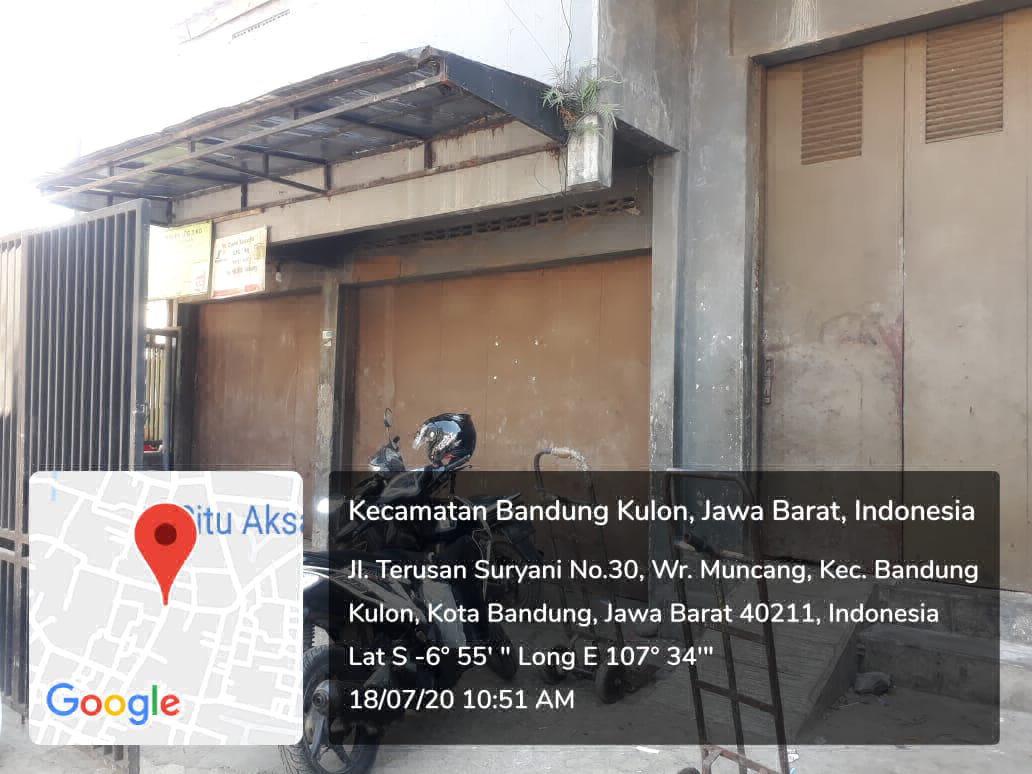 Situ Aksa
Google
Kecamatan Bandung Kulon, Jawa Barat, Indonesia
Jl. Terusan Suryani No.30, Wr. Muncang, Kec. Bandung
Kulon, Kota Bandung, Jawa Barat 40211, Indonesia
Lat S -6° 55' " Long E 107° 34'"
18/07/20 10:51 AM